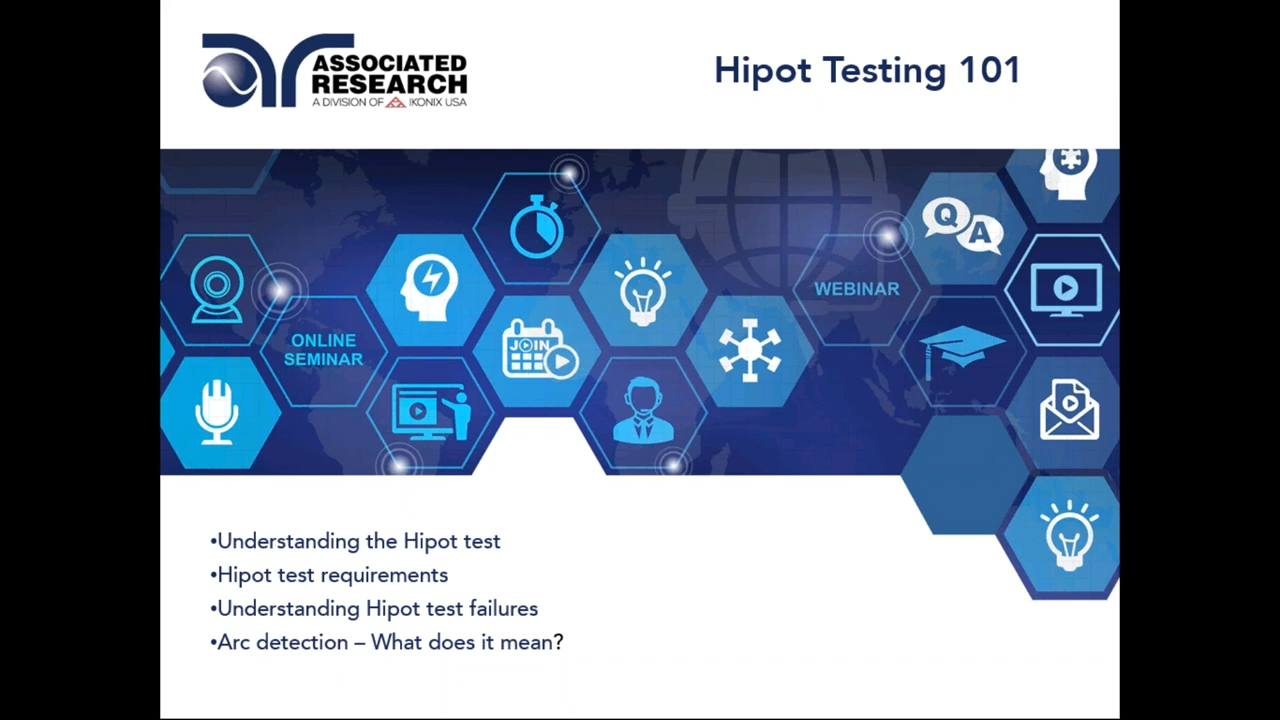 ASSOCIATED
RESEARCH
A DIVISION OF IKONIX USA
Hipot Testing 101
Q
A
WEBINAR
ONLINE
SEMINAR
JOIN
•Understanding the Hipot test
•Hipot test requirements
•Understanding Hipot test failures
•Arc detection – What does it mean?